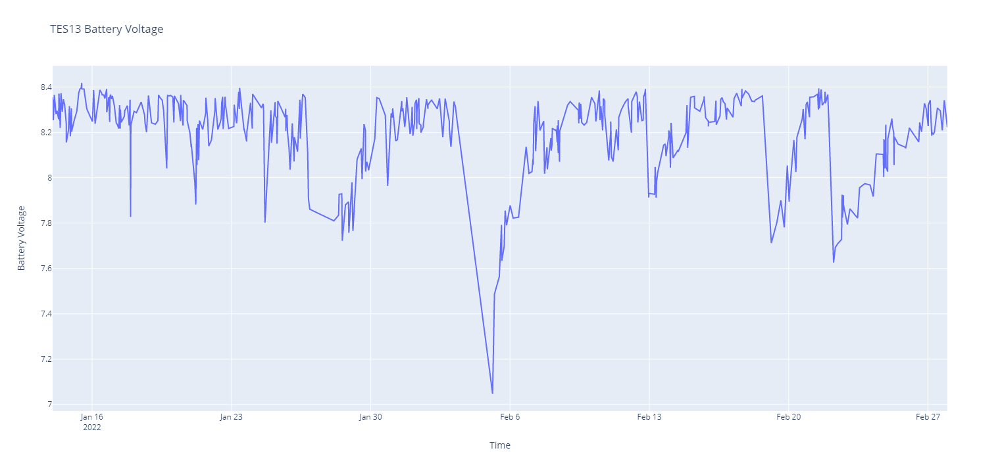 TES13 Battery Voltage
8.4
8.2
8
7.8
7.6
7.4
7.2
7
Battery Voltage
Jan 16
2022
Jan 23
Jan 30
Feb 6
Feb 13
Feb 20
Feb 27
Time